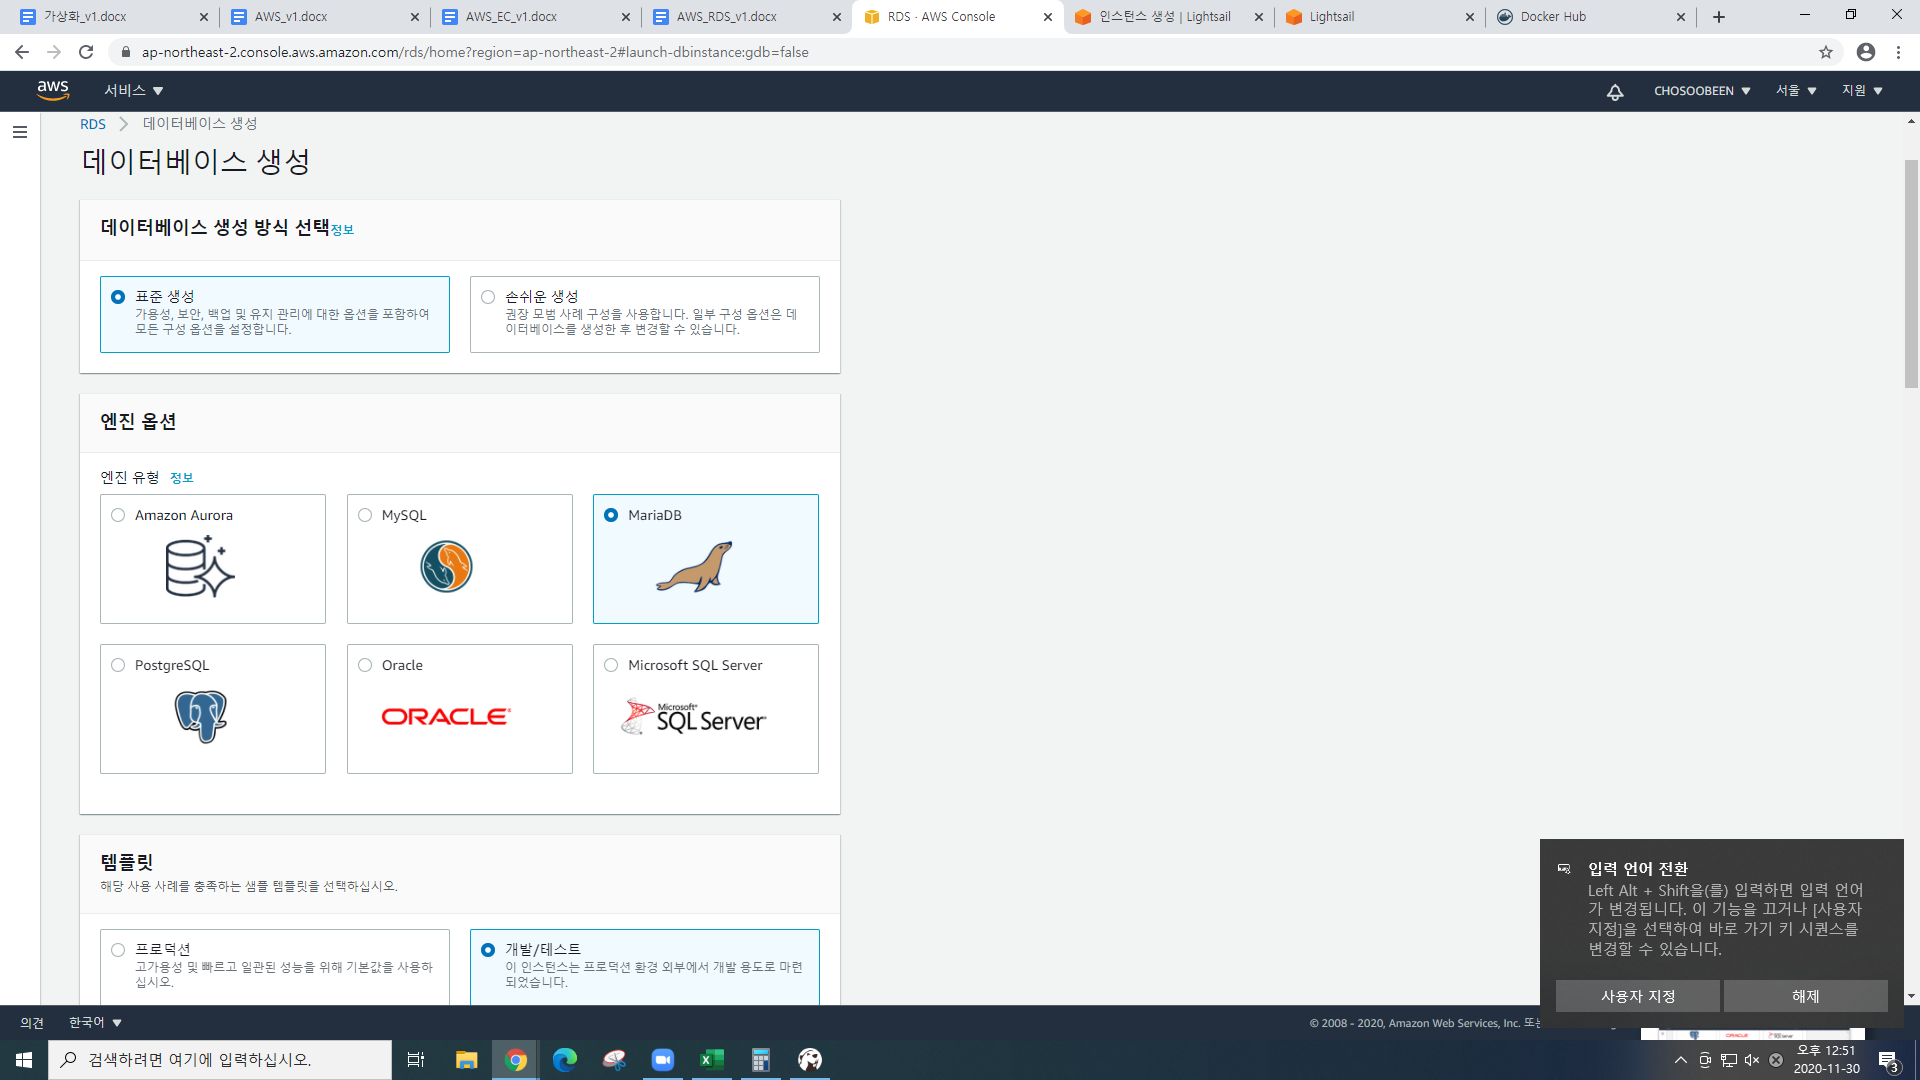 가상화_v1.docx
AWS_v1.docx
AWS_EC_v1.docx
AWS_RDS_v1.docx
RDS · AWS Console
인스턴스 생성 | Lightsail
Lightsail
Docker Hub
ap-northeast-2.console.aws.amazon.com/rds/home?region=ap-northeast-2#launch-dbinstance:gdb=false
aws
서비스
CHOSOOBEEN
서울
지원
RDS
데이터베이스 생성
데이터베이스 생성
데이터베이스 생성 방식 선택정보
표준 생성
가용성, 보안, 백업 및 유지 관리에 대한 옵션을 포함하여
모든 구성 옵션을 설정합니다.
손쉬운 생성
권장 모범 사례 구성을 사용합니다. 일부 구성 옵션은 데
이터베이스를 생성한 후 변경할 수 있습니다.
엔진 옵션
엔진 유형 정보
Amazon Aurora
MySQL
MariaDB
PostgreSQL
Oracle
ORACLE
Microsoft SQL Server
Microsoft
SQL Server
템플릿
해당 사용 사례를 충족하는 샘플 템플릿을 선택하십시오.
프로덕션
고가용성 및 빠르고 일관된 성능을 위해 기본값을 사용하
십시오.
개발/테스트
이 인스턴스는 프로덕션 환경 외부에서 개발 용도로 마련
되었습니다.
입력 언어 전환
Left Alt + Shift을(를) 입력하면 입력 언어
가 변경됩니다. 이 기능을 끄거나 [사용자
지정]을 선택하여 바로 가기 키 시퀀스를
변경할 수 있습니다.
사용자 지정
해제
의견
한국어
© 2008 - 2020, Amazon Web Services, Inc. 또는
검색하려면 여기에 입력하십시오.
오후 12:51
2020-11-30
3